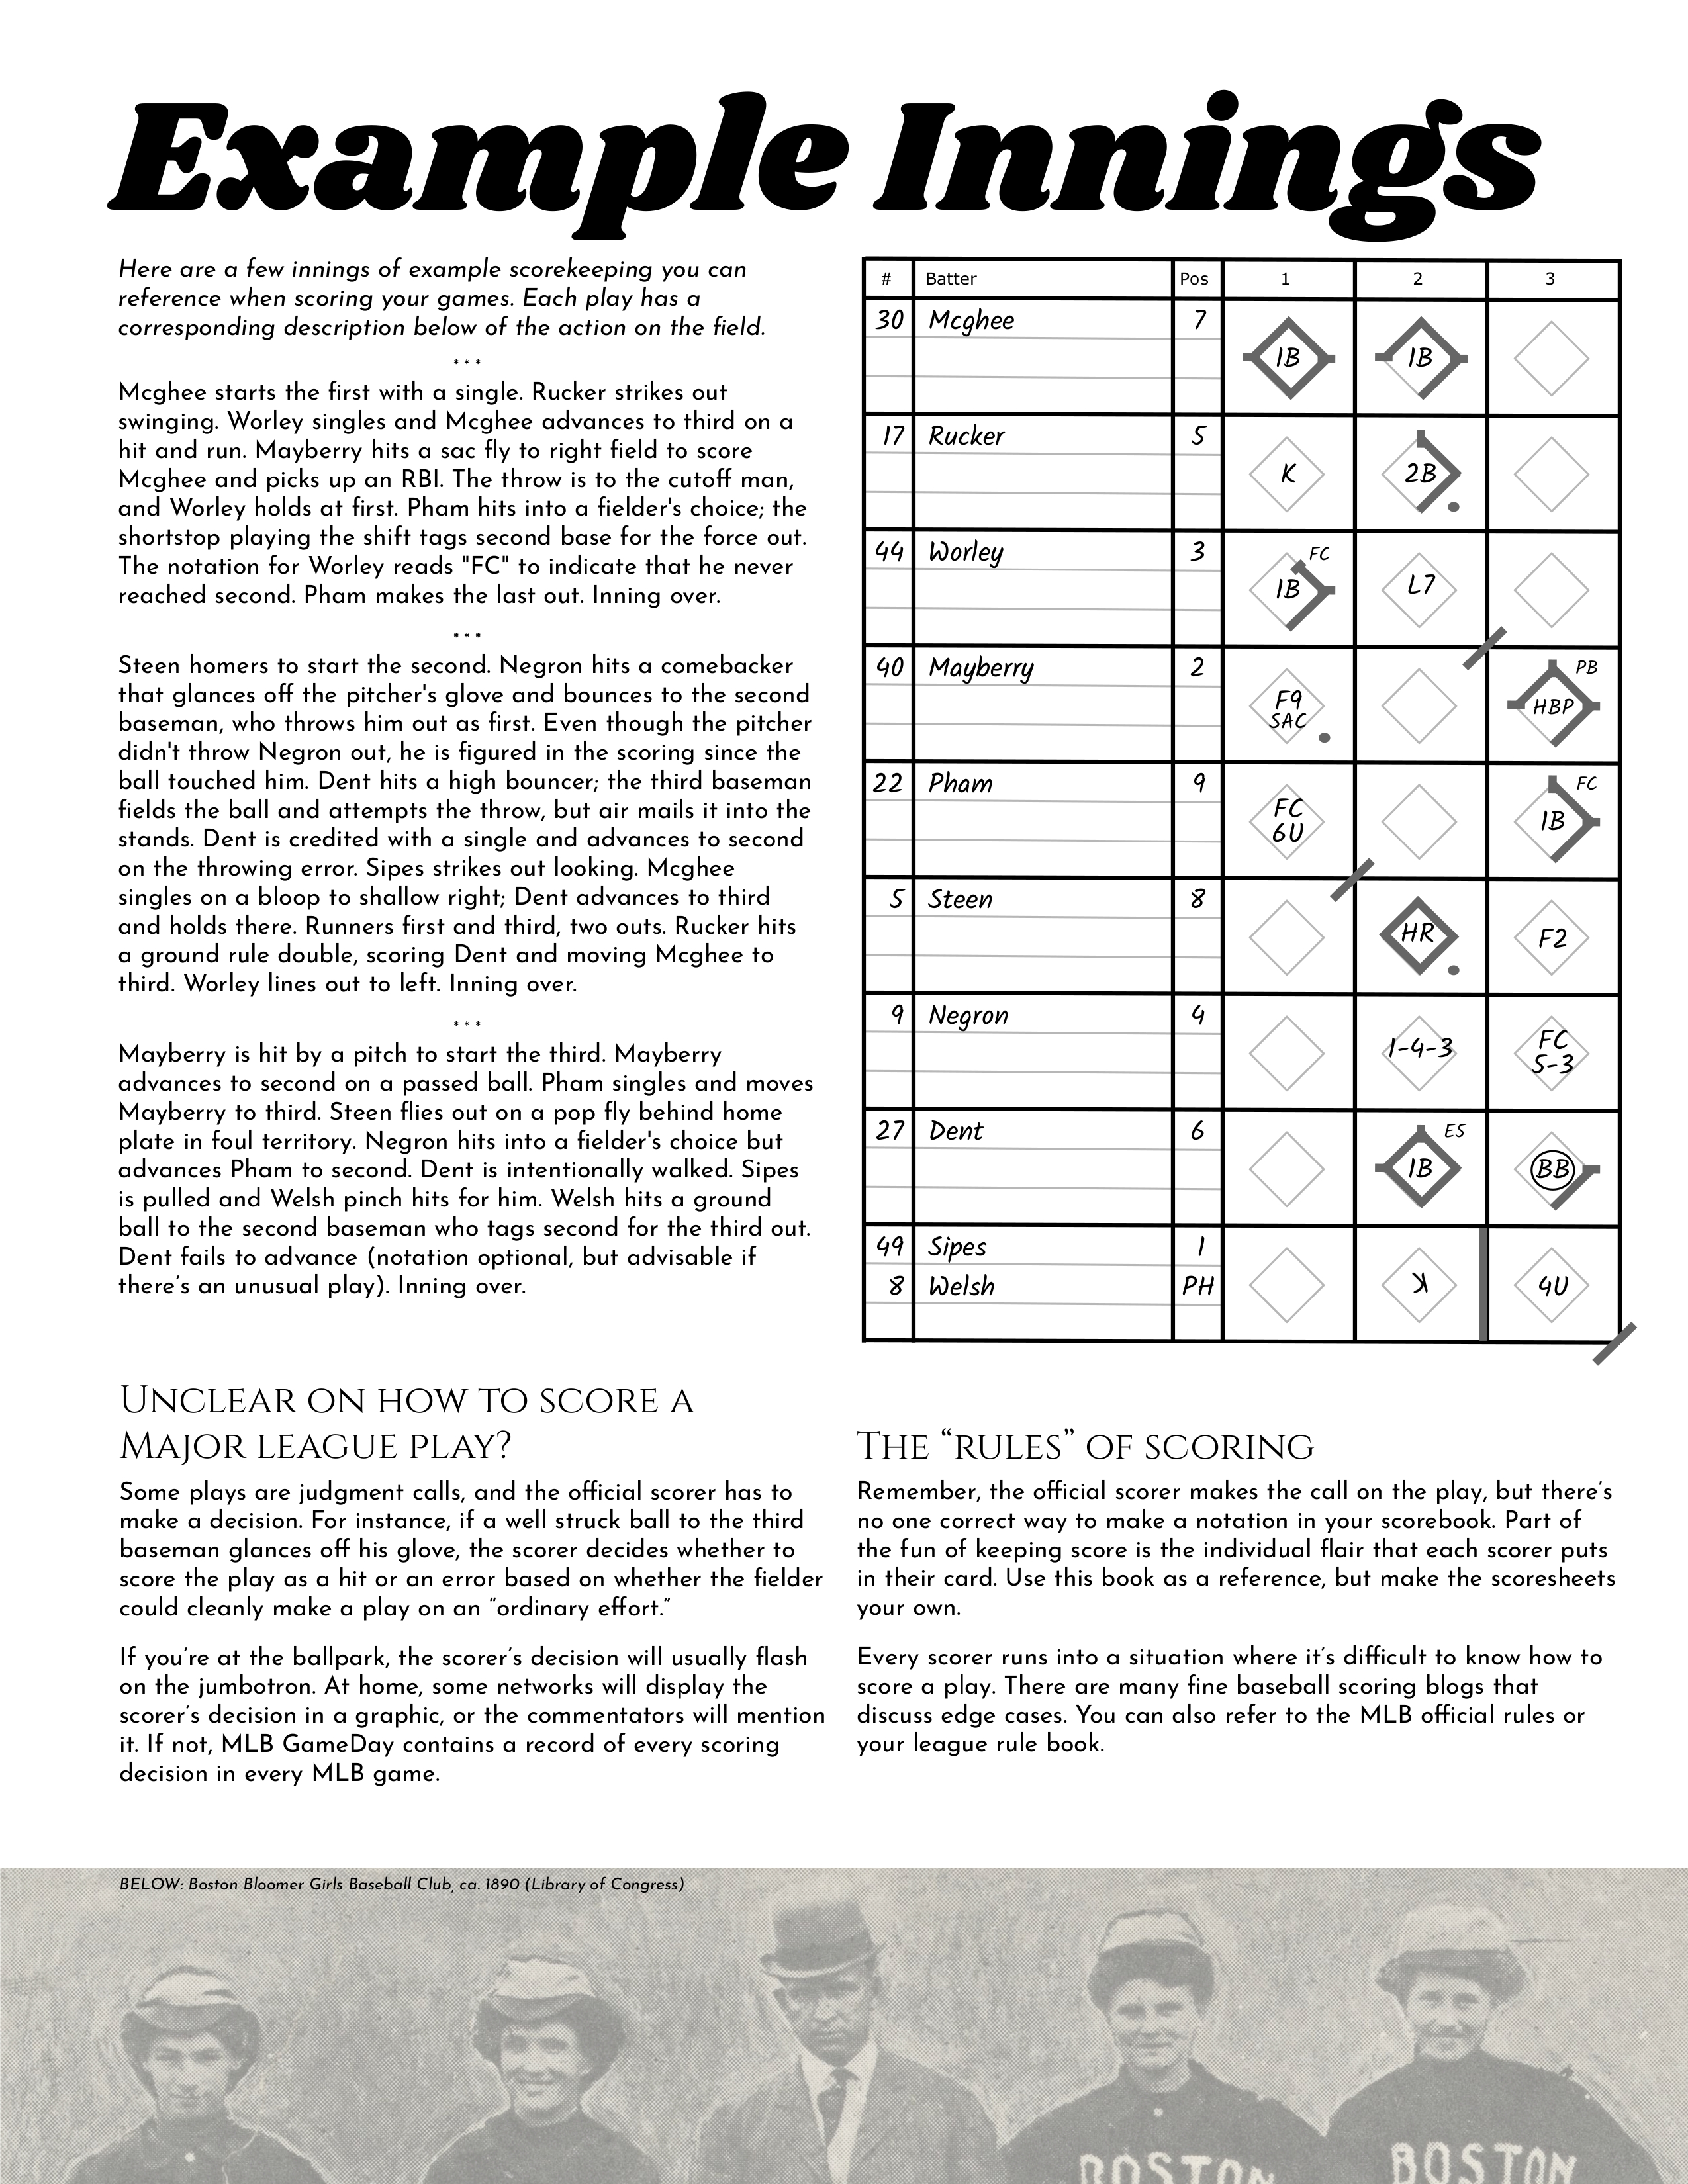 Example Innings
Here are a few innings of example scorekeeping you can
reference when scoring your games. Each play has a
corresponding description below of the action on the field.
• • •
Mcghee starts the first with a single. Rucker strikes out
swinging. Worley singles and Mcghee advances to third on a
hit and run. Mayberry hits a sac fly to right field to score
Mcghee and picks up an RBI. The throw is to the cutoff man,
and Worley holds at first. Pham hits into a fielder's choice; the
shortstop playing the shift tags second base for the force out.
The notation for Worley reads "FC" to indicate that he never
reached second. Pham makes the last out. Inning over.
• • •
Steen homers to start the second. Negron hits a comebacker
that glances off the pitcher's glove and bounces to the second
baseman, who throws him out as first. Even though the pitcher
didn't throw Negron out, he is figured in the scoring since the
ball touched him. Dent hits a high bouncer; the third baseman
fields the ball and attempts the throw, but air mails it into the
stands. Dent is credited with a single and advances to second
on the throwing error. Sipes strikes out looking. Mcghee
singles on a bloop to shallow right; Dent advances to third
and holds there. Runners first and third, two outs. Rucker hits
a ground rule double, scoring Dent and moving Mcghee to
third. Worley lines out to left. Inning over.
• • •
Mayberry is hit by a pitch to start the third. Mayberry
advances to second on a passed ball. Pham singles and moves
Mayberry to third. Steen flies out on a pop fly behind home
plate in foul territory. Negron hits into a fielder's choice but
advances Pham to second. Dent is intentionally walked. Sipes
is pulled and Welsh pinch hits for him. Welsh hits a ground
ball to the second baseman who tags second for the third out.
Dent fails to advance (notation optional, but advisable if
there's an unusual play). Inning over.
# Batter Pos 1 2 3
30 Mcghee 7 1B 1B
17 Rucker 5 K 2B
44 Worley 3 1B FC L7
40 Mayberry 2 F9 SAC HBP PB
22 Pham 9 FC 6U 1B FC
5 Steen 8 HR F2
9 Negron 4 1-4-3 FC 5-3
27 Dent 6 1B E5 BB
49 Sipes 1 K 4U
8 Welsh PH
UNCLEAR ON HOW TO SCORE A
MAJOR LEAGUE PLAY?
Some plays are judgment calls, and the official scorer has to
make a decision. For instance, if a well struck ball to the third
baseman glances off his glove, the scorer decides whether to
score the play as a hit or an error based on whether the fielder
could cleanly make a play on an “ordinary effort.”
If you’re at the ballpark, the scorer’s decision will usually flash
on the jumbotron. At home, some networks will display the
scorer’s decision in a graphic, or the commentators will mention
it. If not, MLB GameDay contains a record of every scoring
decision in every MLB game.
THE “RULES” OF SCORING
Remember, the official scorer makes the call on the play, but there’s
no one correct way to make a notation in your scorebook. Part of
the fun of keeping score is the individual flair that each scorer puts
in their card. Use this book as a reference, but make the scoresheets
your own.
Every scorer runs into a situation where it’s difficult to know how to
score a play. There are many fine baseball scoring blogs that
discuss edge cases. You can also refer to the MLB official rules or
your league rule book.
BELOW: Boston Bloomer Girls Baseball Club, ca. 1890 (Library of Congress)
BOSTON
BOSTON